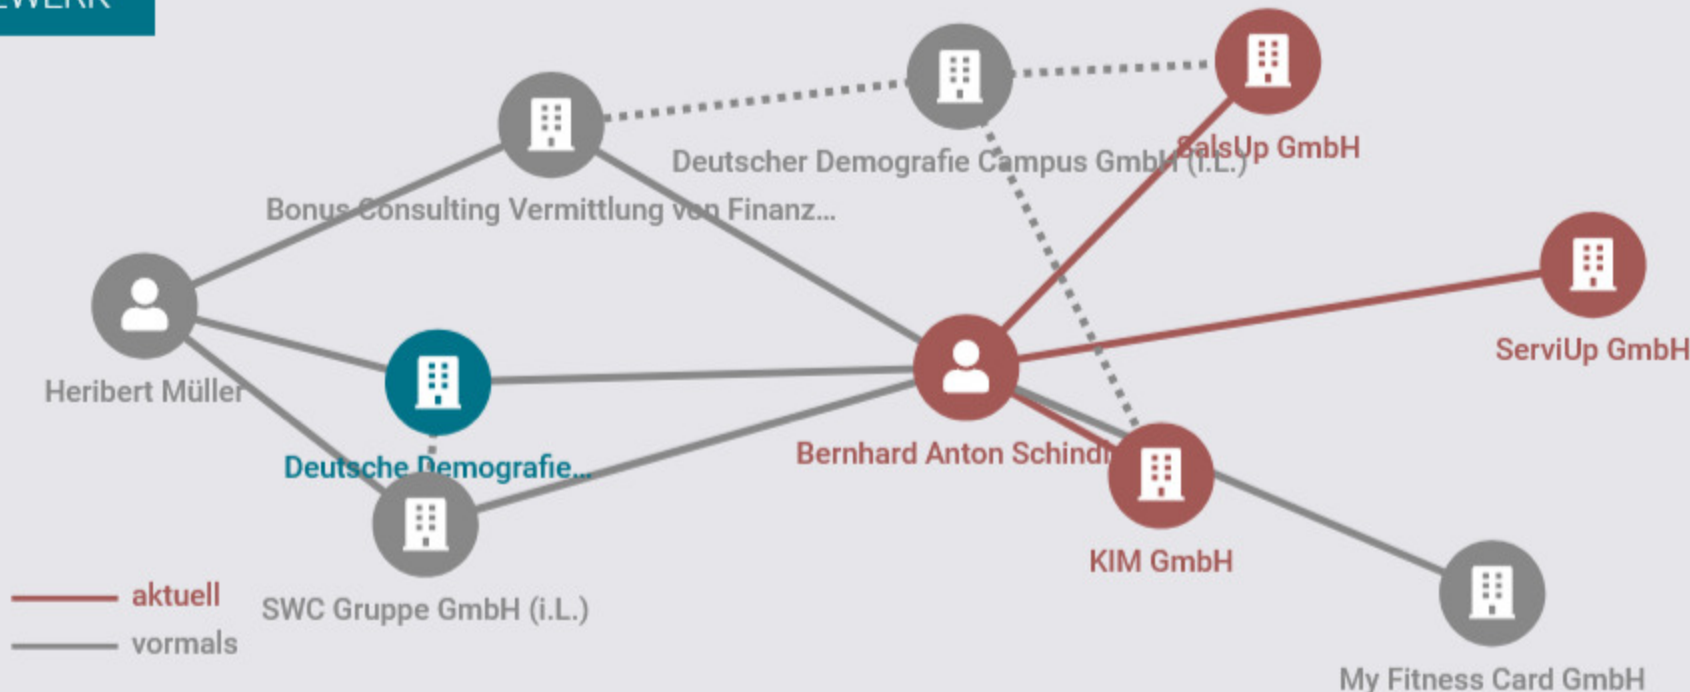 Deutscher Demografie Campus GmbH (i.L.)
SalsUp GmbH
Bonus Consulting Vermittlung von Finanz...
ServiUp GmbH
Heribert Müller
Bernhard Anton
Deutsche Demografie...
KIM GmbH
SWC Gruppe GmbH (i.L.)
aktuell
vormals
My Fitness Card GmbH